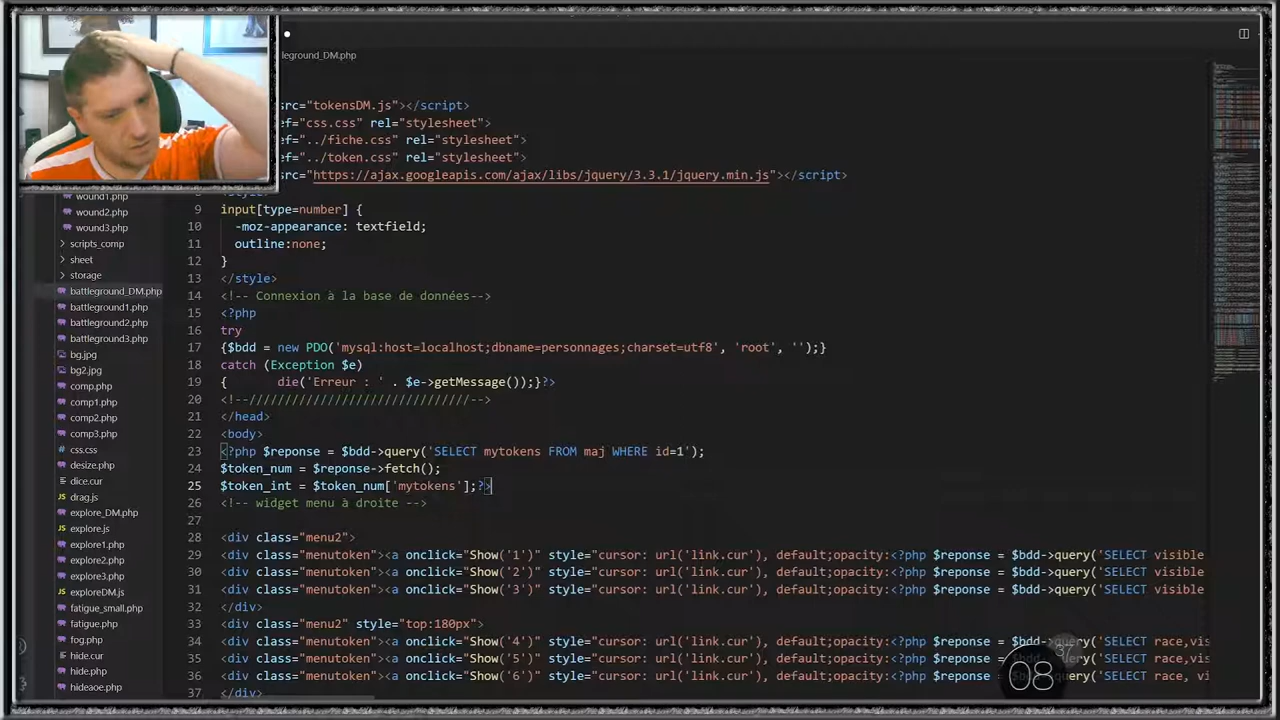 leground_DM.php
src="tokensDM.js"></script>
ef="css.css" rel="stylesheet">
ef="../fiche.css" rel="stylesheet">
ef="../token.css" rel="stylesheet">
src="https://ajax.googleapis.com/ajax/libs/jquery/3.3.1/jquery.min.js"></script>
wound1.php
wound2.php
wound3.php
scripts_comp
sheet
storage
battleground_DM.php
battleground1.php
battleground2.php
battleground3.php
bg.jpg
bg2.jpg
comp.php
comp1.php
comp2.php
comp3.php
css.css
desize.php
dice.cur
drag.js
explore_DM.php
explore.js
explore1.php
explore2.php
explore3.php
exploreDM.js
fatigue_small.php
fatigue.php
fog.php
hide.cur
hide.php
hideaoe.php
9 input[type=number] {
10 -moz-appearance: textfield,
11 outline:none;
12 }
13 </style>
14 <!-- Connexion à la base de données-->
15 <?php
16 try
17 {$bdd = new PDO('mysql:host=localhost;dbname=personnages;charset=utf8', 'root', '');}
18 catch (Exception $e)
19 { die('Erreur : ' . $e->getMessage());}?>
20 <!--///////////////////////////////-->
21 </head>
22 <body>
23 <?php $reponse = $bdd->query('SELECT mytokens FROM maj WHERE id=1');
24 $token_num = $reponse->fetch();
25 $token_int = $token_num['mytokens'];?>
26 <!-- widget menu à droite -->
27
28 <div class="menu2">
29 <div class="menutoken"><a onclick="Show('1')" style="cursor: url('link.cur'), default;opacity:<?php $reponse = $bdd->query('SELECT visible
30 <div class="menutoken"><a onclick="Show('2')" style="cursor: url('link.cur'), default;opacity:<?php $reponse = $bdd->query('SELECT visible
31 <div class="menutoken"><a onclick="Show('3')" style="cursor: url('link.cur'), default;opacity:<?php $reponse = $bdd->query('SELECT visible
32 </div>
33 <div class="menu2" style="top:180px">
34 <div class="menutoken"><a onclick="Show('4')" style="cursor: url('link.cur'), default;opacity:<?php $reponse = $bdd->query('SELECT race,vis
35 <div class="menutoken"><a onclick="Show('5')" style="cursor: url('link.cur'), default;opacity:<?php $reponse = query('SELECT race,vis
36 <div class="menutoken"><a onclick="Show('6')" style="cursor: url('link.cur'), default;opacity:<?php $reponse = query('SELECT race, vi
37 </div>
37
08